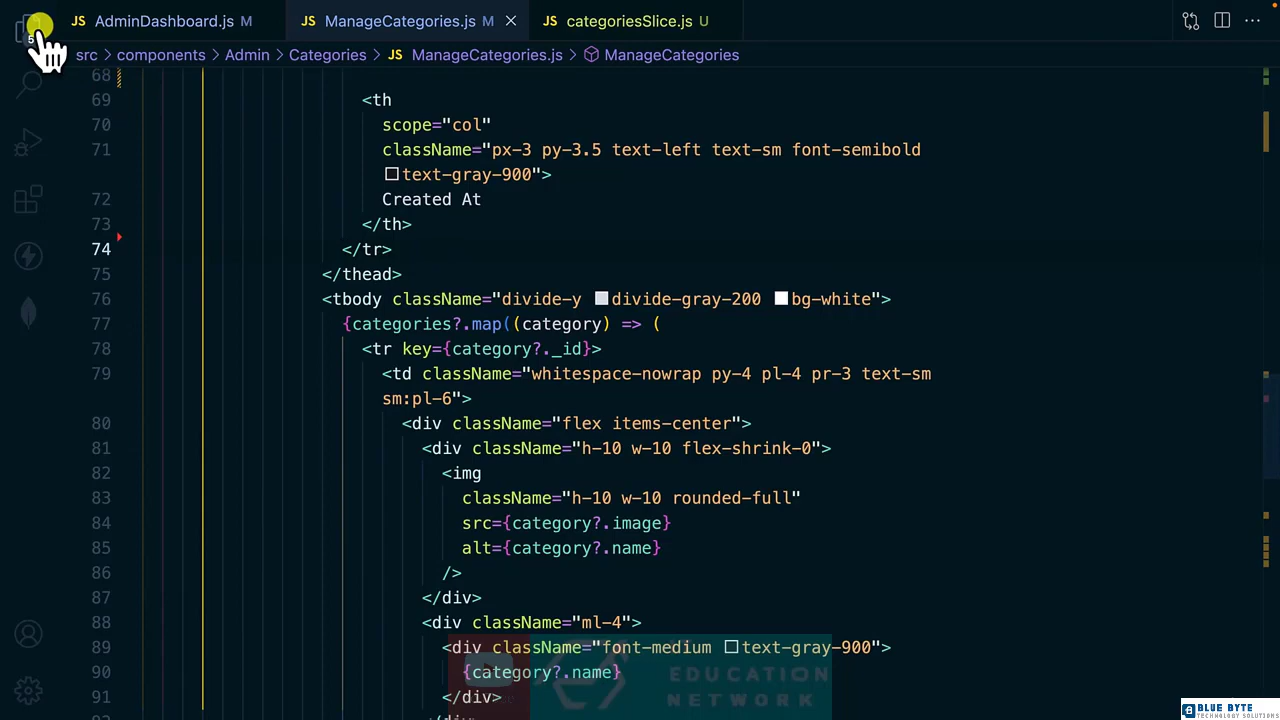 JS AdminDashboard.js M JS ManageCategories.js M JS categoriesSlice.js U
src > components > Admin > Categories > JS ManageCategories.js > ManageCategories
5
68
69 <th
70 scope="col"
71 className="px-3 py-3.5 text-left text-sm font-semibold
text-gray-900">
72 Created At
73 </th>
74 </tr>
75 </thead>
76 <tbody className="divide-y divide-gray-200 bg-white">
77 {categories?.map((category) => (
78 <tr key={category?._id}>
79 <td className="whitespace-nowrap py-4 pl-4 pr-3 text-sm
sm:pl-6">
80 <div className="flex items-center">
81 <div className="h-10 w-10 flex-shrink-0">
82 <img
83 className="h-10 w-10 rounded-full"
84 src={category?.image}
85 alt={category?.name}
86 />
87 </div>
88 <div className="ml-4">
89 <div className="font-medium text-gray-900">
90 {category?.name}
91 </div>
EDUCATION
NETWORK
BLUE BYTE
TECHNOLOGY SOLUTIONS